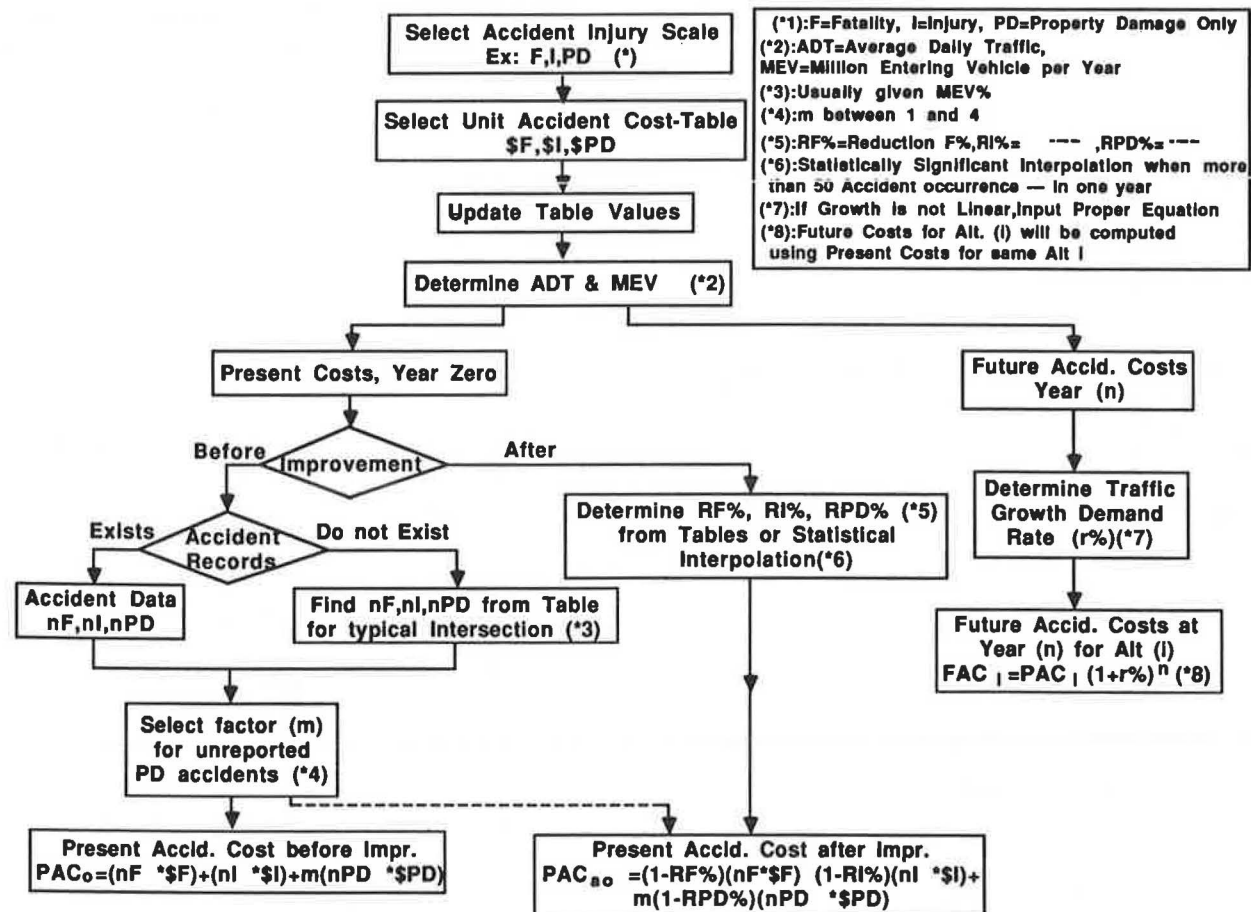 Select Accident Injury Scale
Ex: F,I,PD (*)
Select Unit Accident Cost-Table
$F,$I,$PD
Update Table Values
Determine ADT & MEV (*2)
(*1):F=Fatality, I=Injury, PD=Property Damage Only
(*2):ADT=Average Daily Traffic,
MEV=Million Entering Vehicle per Year
(*3):Usually given MEV%
(*4):m between 1 and 4
(*5):RF%=Reduction F%,RI%= ---- ,RPD%= ----
(*6):Statistically Significant Interpolation when more
than 50 Accident occurrence — in one year
(*7):If Growth is not Linear,Input Proper Equation
(*8):Future Costs for Alt. (i) will be computed
using Present Costs for same Alt i
Present Costs, Year Zero
Future Accid. Costs
Year (n)
Before
Improvement
After
Exists
Accident
Records
Do not Exist
Determine RF%, RI%, RPD% (*5)
from Tables or Statistical
Interpolation(*6)
Determine Traffic
Growth Demand
Rate (r%)(*7)
Accident Data
nF,nI,nPD
Find nF,nI,nPD from Table
for typical Intersection (*3)
Future Accid. Costs at
Year (n) for Alt (i)
FAC i =PAC i (1+r%)ⁿ (*8)
Select factor (m)
for unreported
PD accidents (*4)
Present Accid. Cost before Impr.
PACo=(nF *$F)+(nI *$I)+m(nPD *$PD)
Present Accid. Cost after Impr.
PACao =(1-RF%)(nF*$F) (1-RI%)(nI *$I)+
m(1-RPD%)(nPD *$PD)